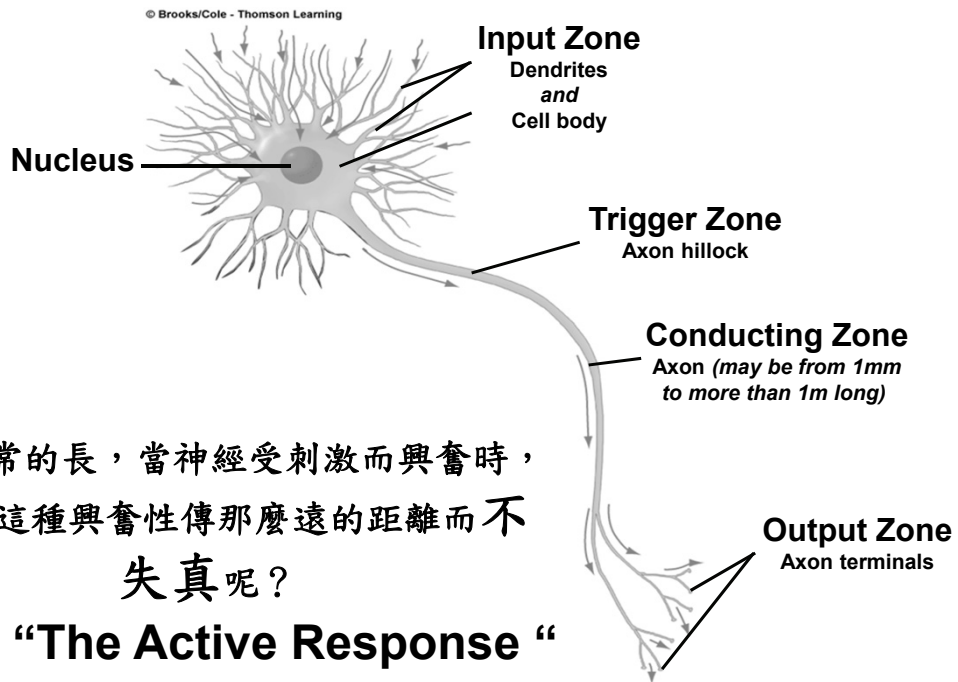 © Brooks/Cole - Thomson Learning
Input Zone
Dendrites
and
Cell body
Nucleus
Trigger Zone
Axon hillock
Conducting Zone
Axon (may be from 1mm
to more than 1m long)
常的長，當神經受刺激而興奮時，
這種興奮性傳那麼遠的距離而不
失真呢？
Output Zone
Axon terminals
“The Active Response “